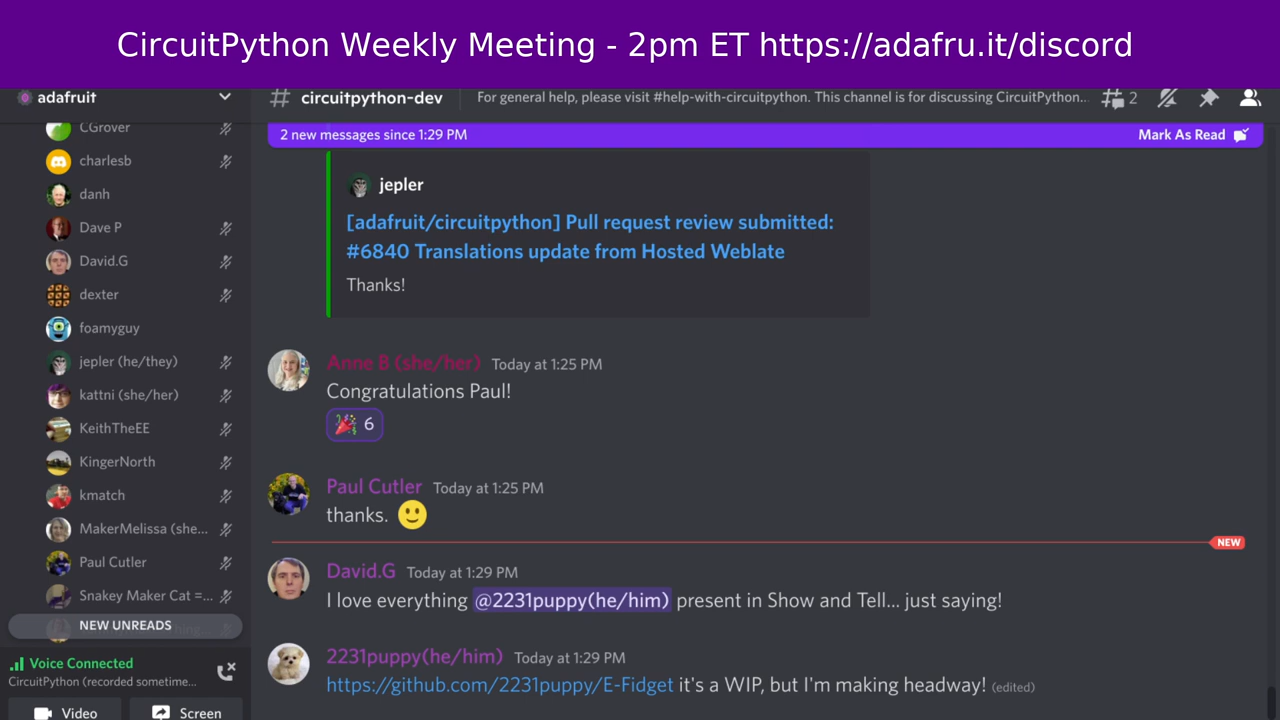 CircuitPython Weekly Meeting - 2pm ET https://adafru.it/discord
adafruit
# circuitpython-dev
For general help, please visit #help-with-circuitpython. This channel is for discussing CircuitPython...
2
CGrover
charlesb
danh
Dave P
David.G
dexter
foamyguy
jepler (he/they)
kattni (she/her)
KeithTheEE
KingerNorth
kmatch
MakerMelissa (she...
Paul Cutler
Snakey Maker Cat =...
NEW UNREADS
Voice Connected
CircuitPython (recorded sometime...
Video
Screen
2 new messages since 1:29 PM
Mark As Read
jepler
[adafruit/circuitpython] Pull request review submitted:
#6840 Translations update from Hosted Weblate
Thanks!
Anne B (she/her) Today at 1:25 PM
Congratulations Paul!
6
Paul Cutler Today at 1:25 PM
thanks.
NEW
David.G Today at 1:29 PM
I love everything @2231puppy(he/him) present in Show and Tell... just saying!
2231puppy(he/him) Today at 1:29 PM
https://github.com/2231puppy/E-Fidget it's a WIP, but I'm making headway! (edited)